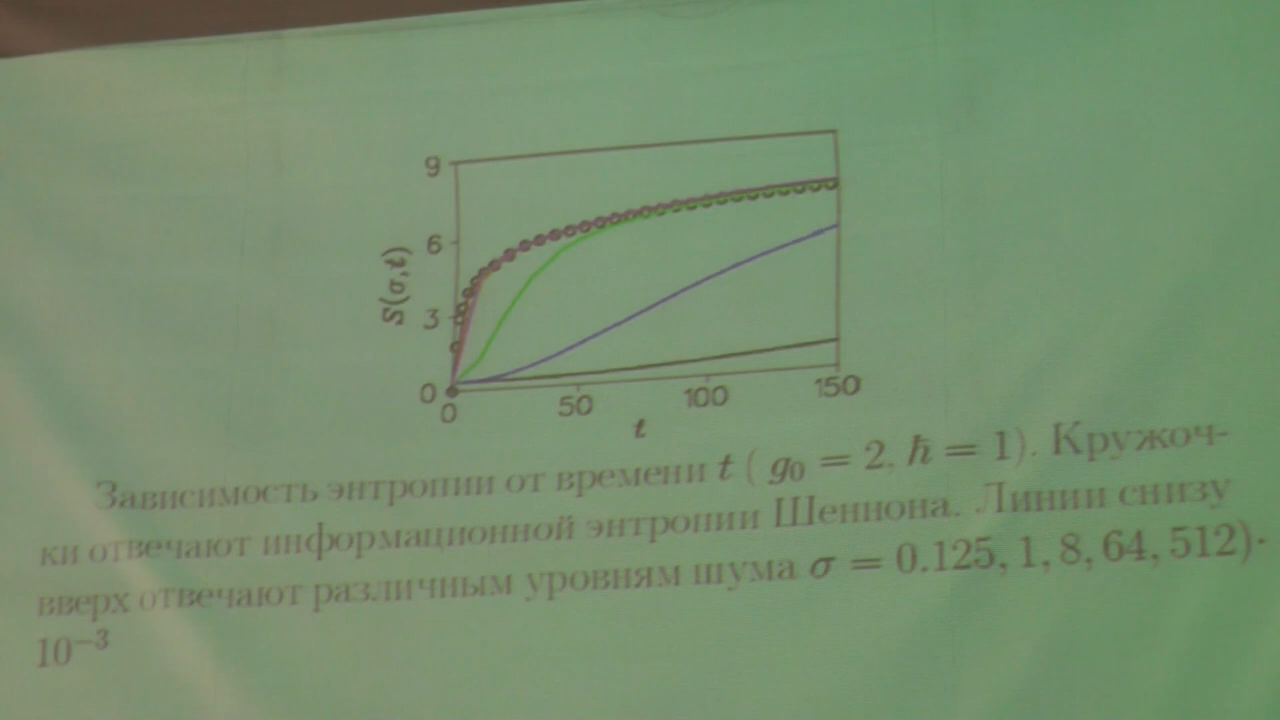 9
6
3
0
S(σ,t)
0 50 100 150
t
Зависимость энтропии от времени t ( g₀ = 2, ħ = 1). Кружоч-
ки отвечают информационной энтропии Шеннона. Линии снизу
вверх отвечают различным уровням шума σ = 0.125, 1, 8, 64, 512)·
10⁻³